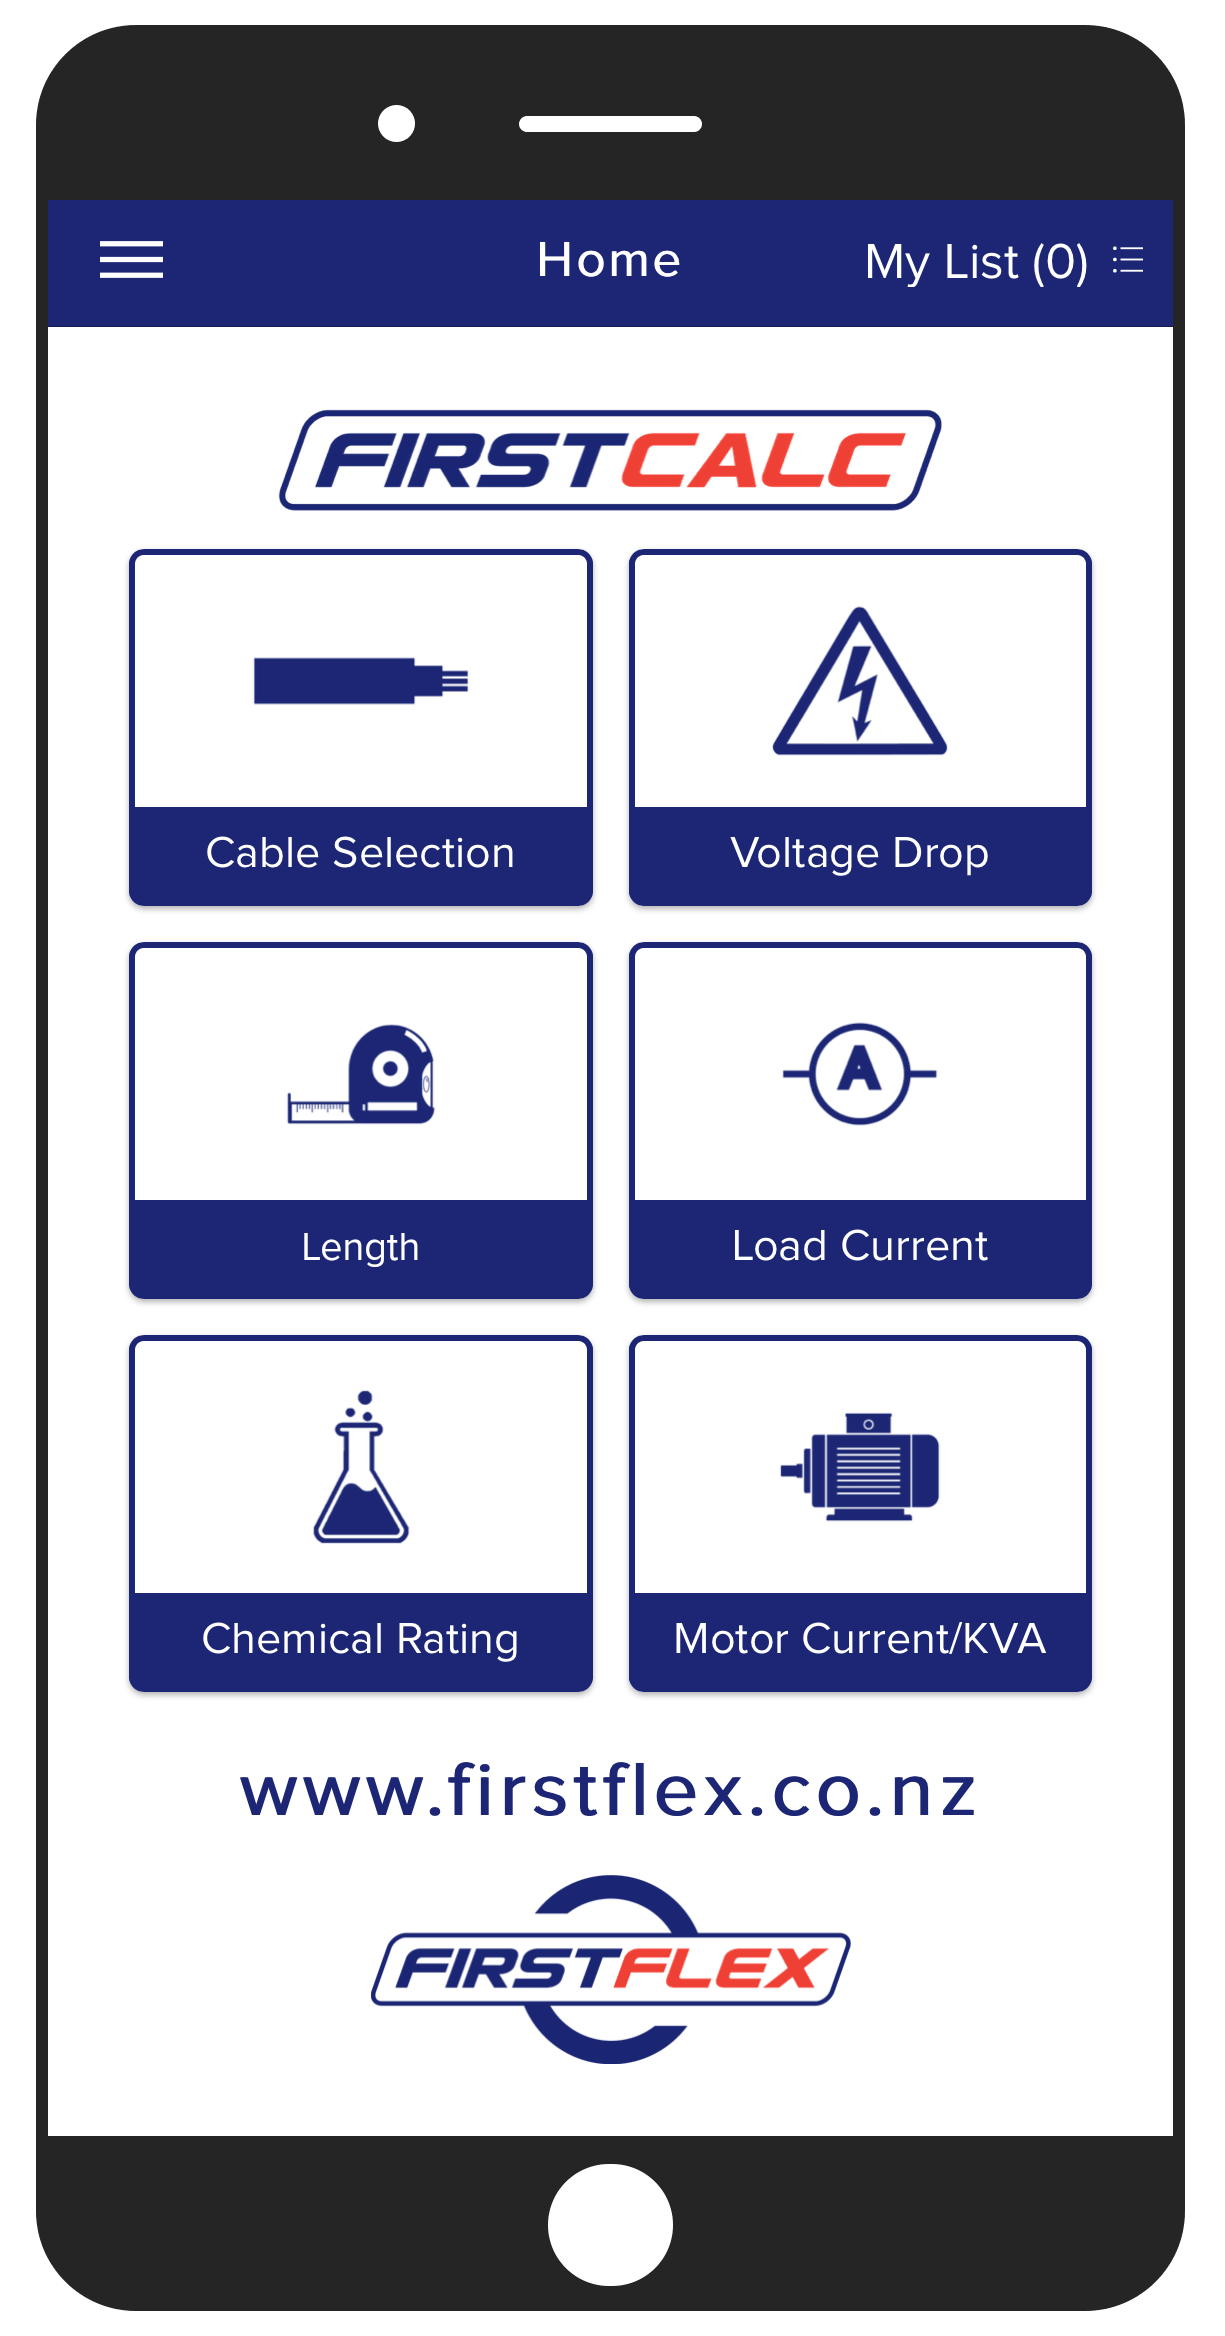 Home
My List (0)
FIRSTCALC
Cable Selection
Voltage Drop
Length
A
Load Current
Chemical Rating
Motor Current/KVA
www.firstflex.co.nz
FIRSTFLEX